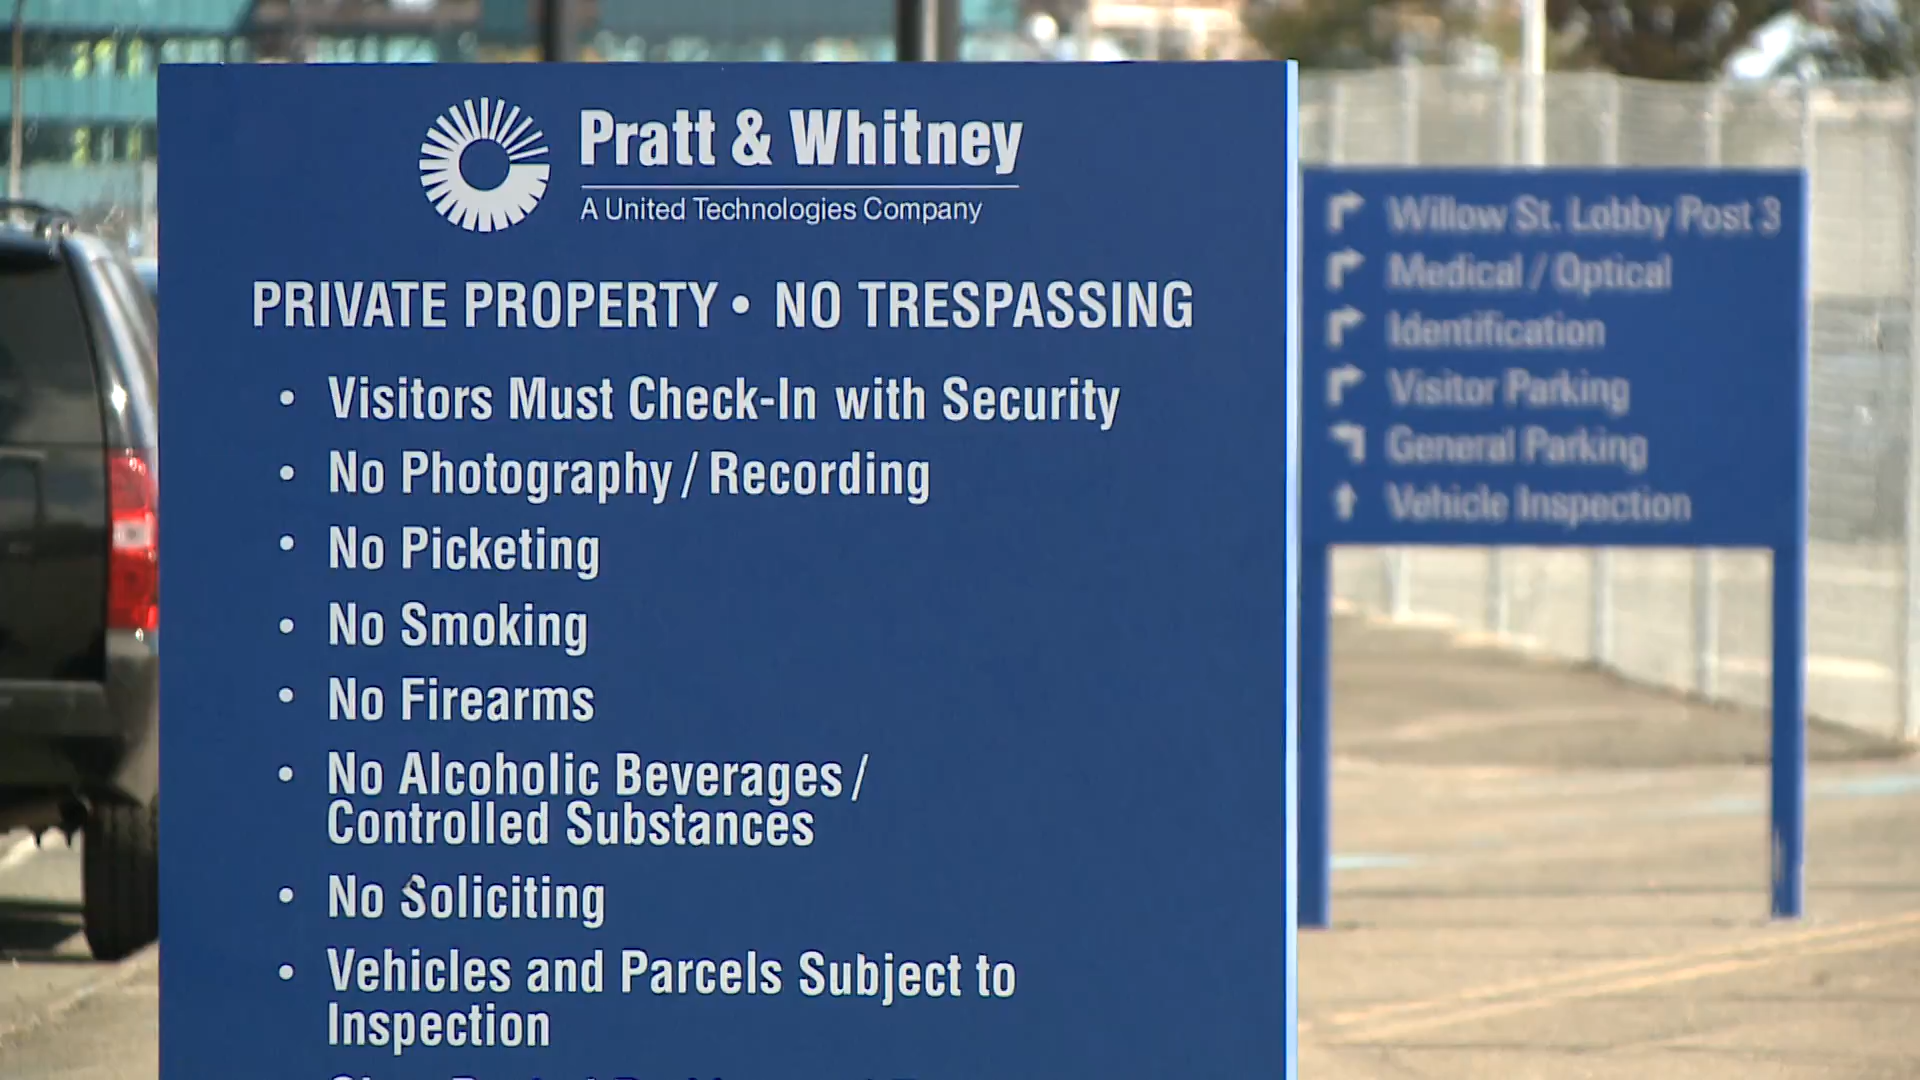 Pratt & Whitney
A United Technologies Company
PRIVATE PROPERTY • NO TRESPASSING
• Visitors Must Check-In with Security
• No Photography / Recording
• No Picketing
• No Smoking
• No Firearms
• No Alcoholic Beverages /
Controlled Substances
• No Soliciting
• Vehicles and Parcels Subject to
Inspection
Willow St. Lobby Post 3
Medical / Optical
Identification
Visitor Parking
General Parking
Vehicle Inspection